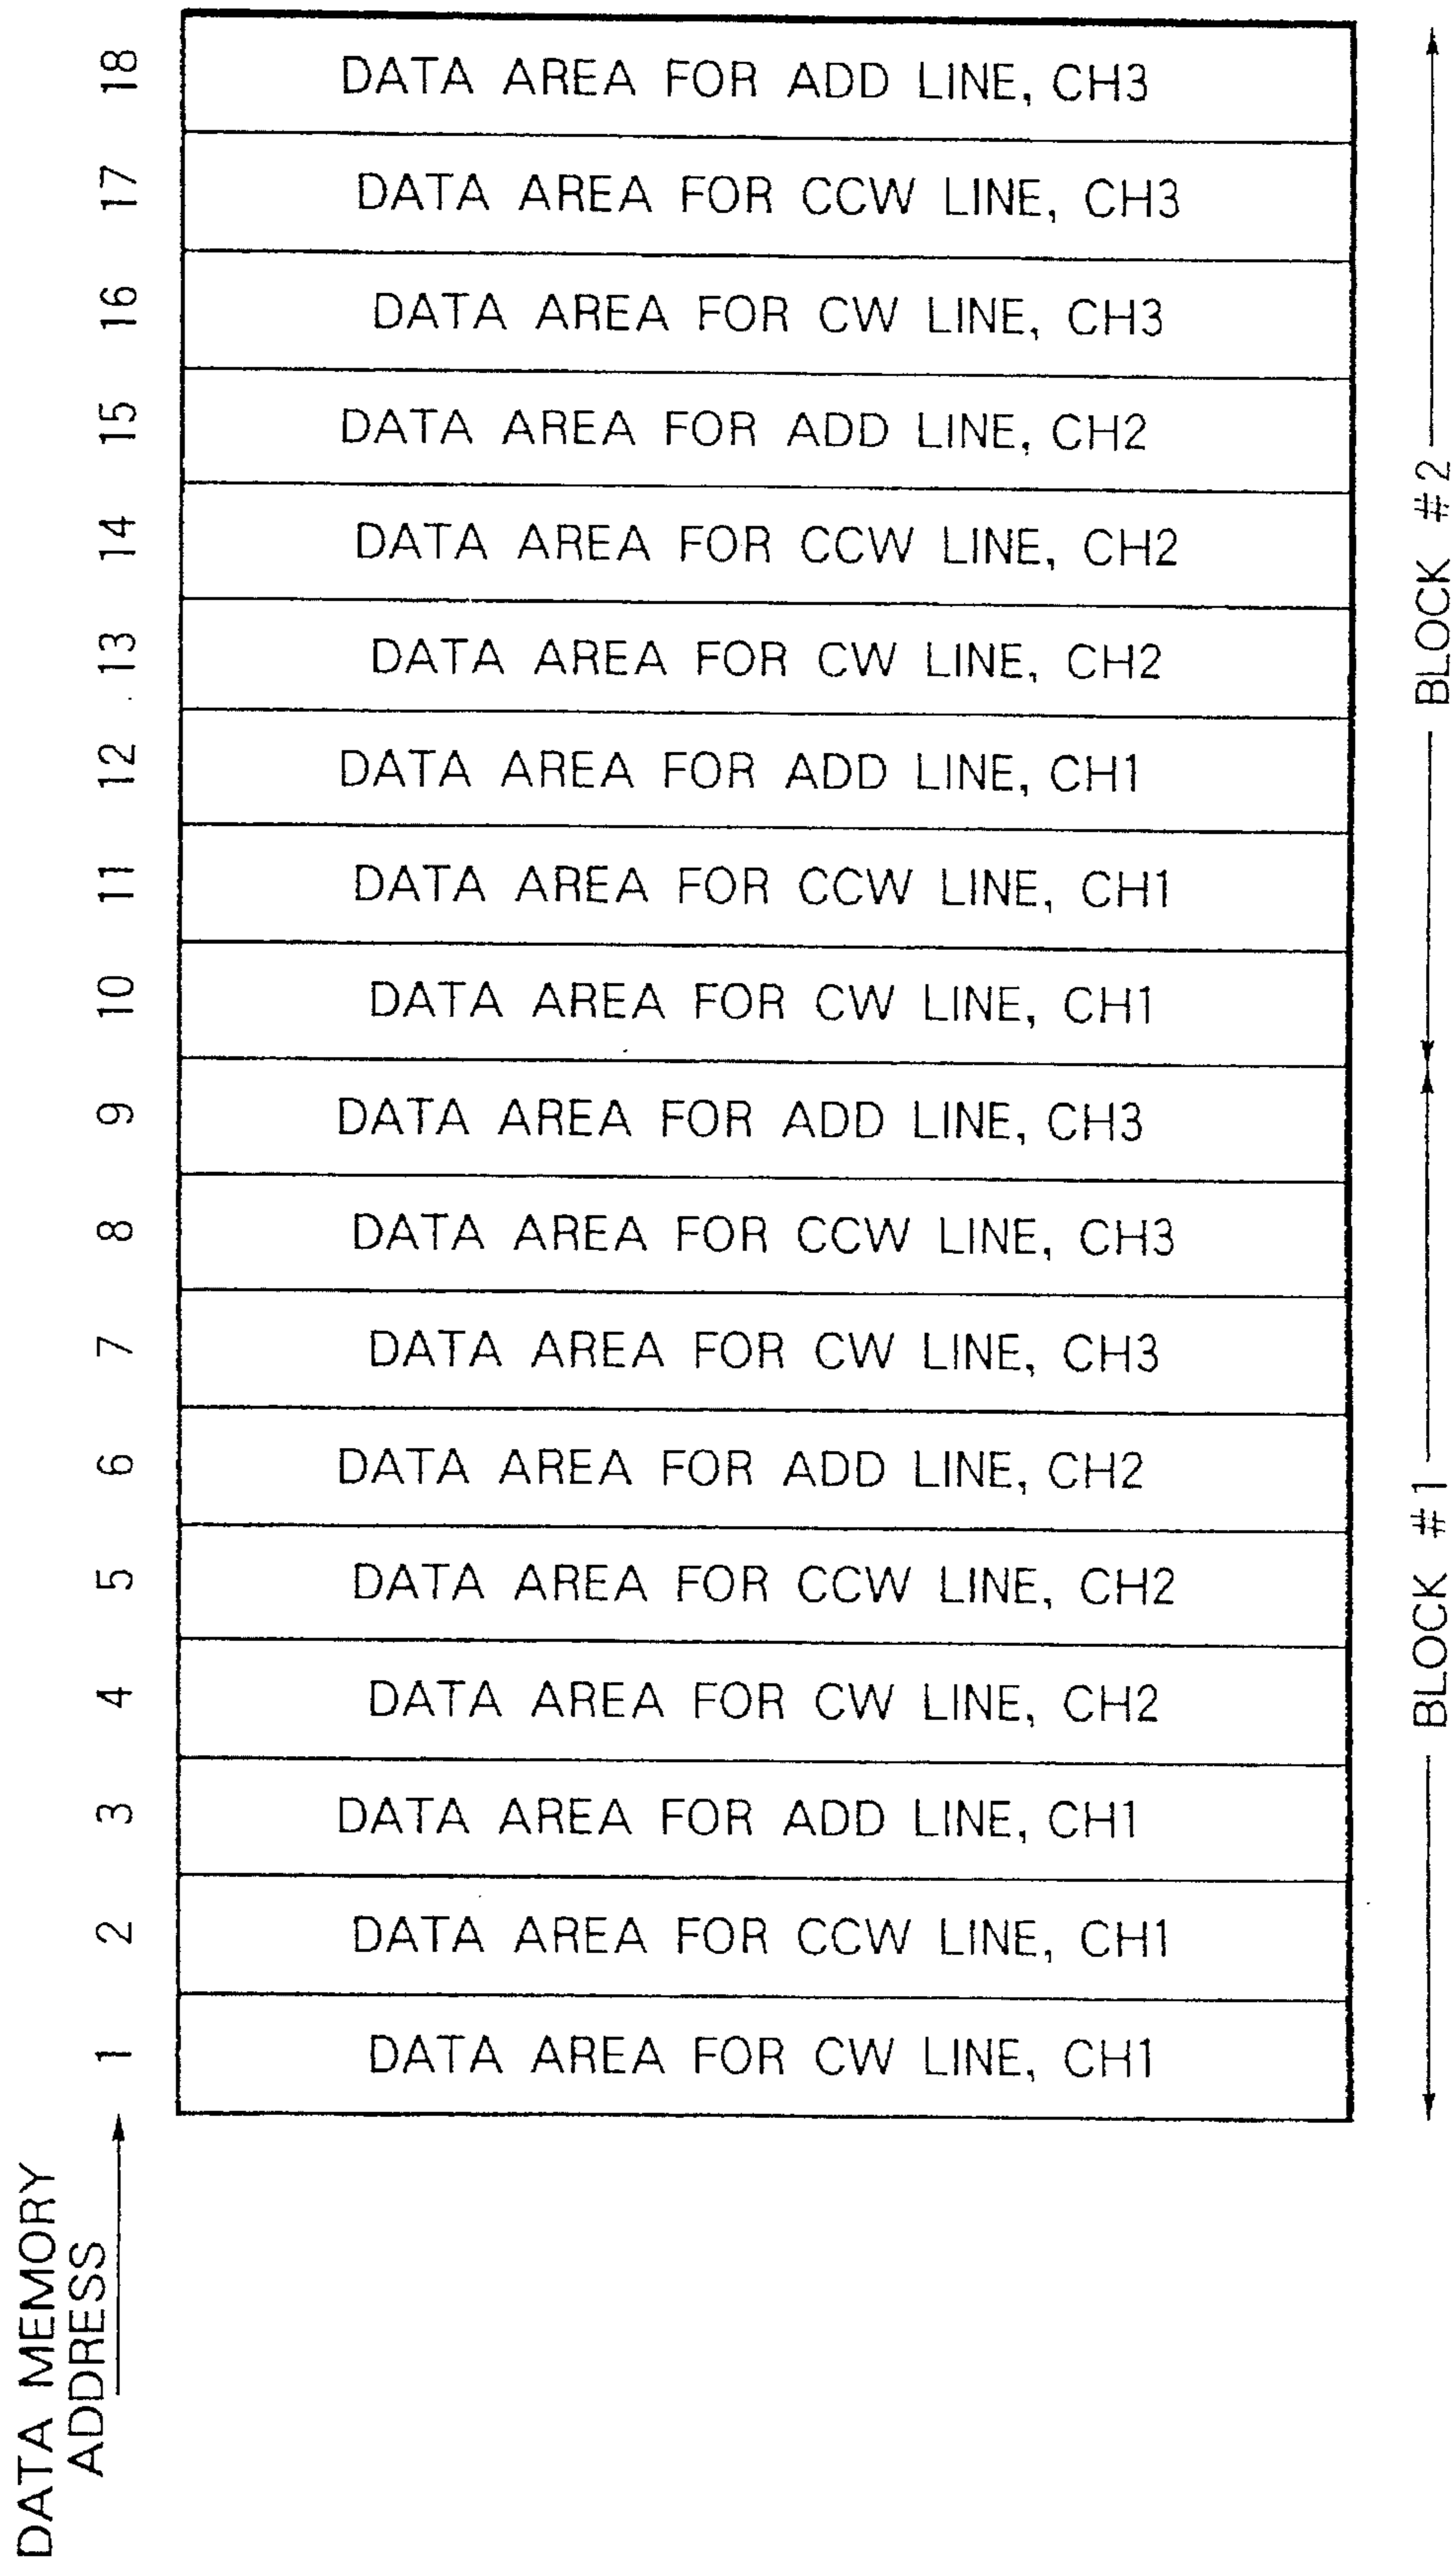 18 DATA AREA FOR ADD LINE, CH3
17 DATA AREA FOR CCW LINE, CH3
16 DATA AREA FOR CW LINE, CH3
15 DATA AREA FOR ADD LINE, CH2
14 DATA AREA FOR CCW LINE, CH2
13 DATA AREA FOR CW LINE, CH2
12 DATA AREA FOR ADD LINE, CH1
11 DATA AREA FOR CCW LINE, CH1
10 DATA AREA FOR CW LINE, CH1
9 DATA AREA FOR ADD LINE, CH3
8 DATA AREA FOR CCW LINE, CH3
7 DATA AREA FOR CW LINE, CH3
6 DATA AREA FOR ADD LINE, CH2
5 DATA AREA FOR CCW LINE, CH2
4 DATA AREA FOR CW LINE, CH2
3 DATA AREA FOR ADD LINE, CH1
2 DATA AREA FOR CCW LINE, CH1
1 DATA AREA FOR CW LINE, CH1
BLOCK #2
BLOCK #1
DATA MEMORY
ADDRESS